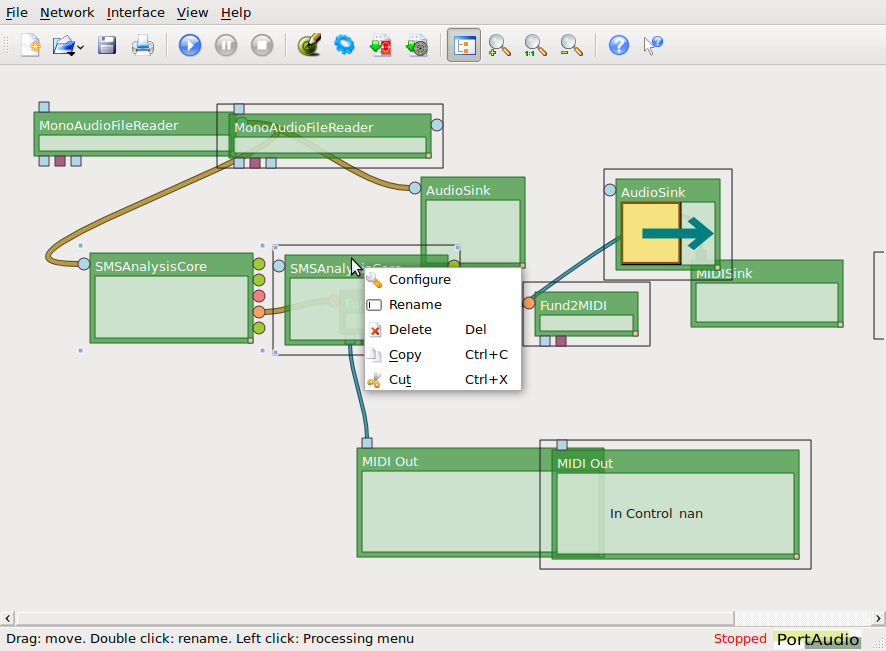 File Network Interface View Help
MonoAudioFileReader
MonoAudioFileReader
AudioSink
AudioSink
SMSAnalysisCore
MIDISink
Configure
Fund2MIDI
Rename
Delete Del
Copy Ctrl+C
Cut Ctrl+X
MIDI Out
MIDI Out
In Control nan
Drag: move. Double click: rename. Left click: Processing menu
Stopped PortAudio